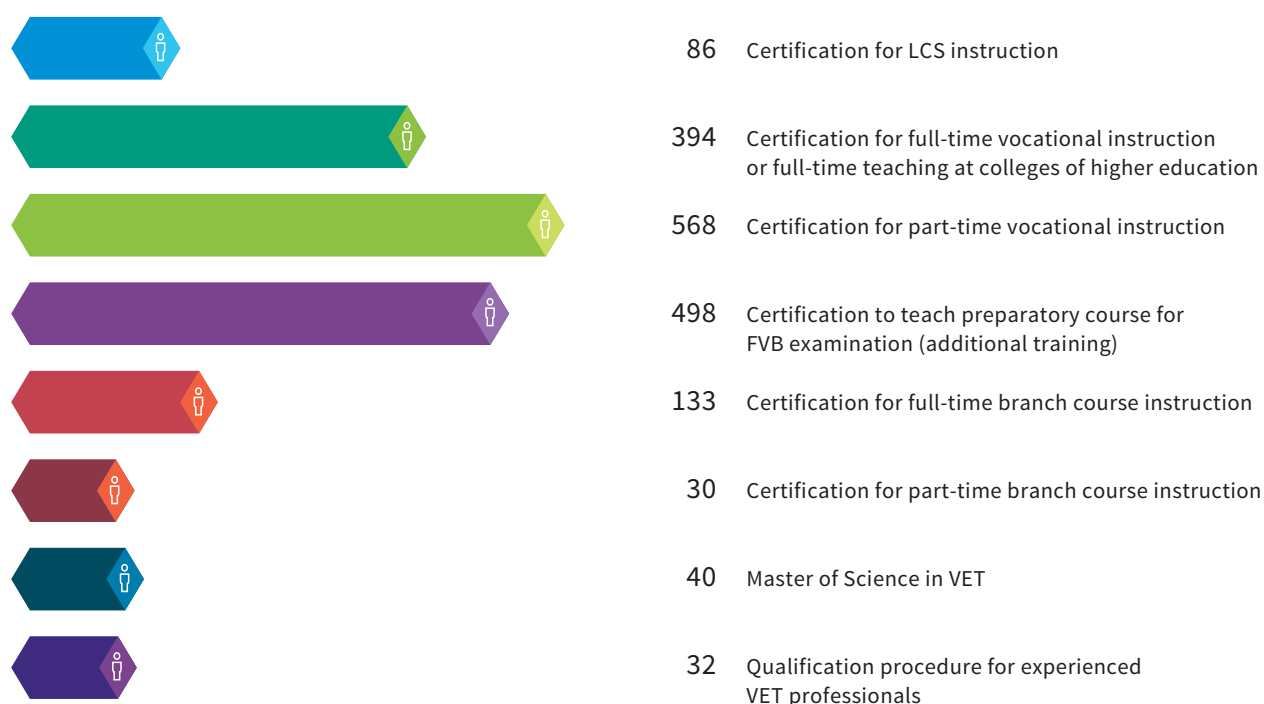 86 Certification for LCS instruction
394 Certification for full-time vocational instruction
or full-time teaching at colleges of higher education
568 Certification for part-time vocational instruction
498 Certification to teach preparatory course for
FVB examination (additional training)
133 Certification for full-time branch course instruction
30 Certification for part-time branch course instruction
40 Master of Science in VET
32 Qualification procedure for experienced
VET professionals